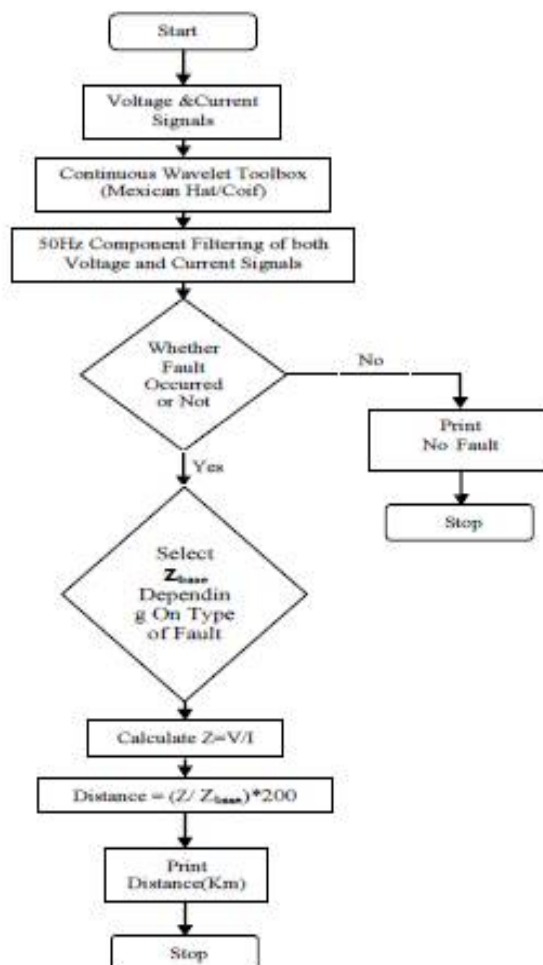 Start
Voltage &Current
Signals
Continuous Wavelet Toolbox
(Mexican Hat/Coif)
50Hz Component Filtering of both
Voltage and Current Signals
Whether
Fault
Occurred
or Not
No
Print
No Fault
Stop
Yes
Select
Zbase
Dependin
g On Type
of Fault
Calculate Z=V/I
Distance = (Z/ Zbase)*200
Print
Distance(Km)
Stop